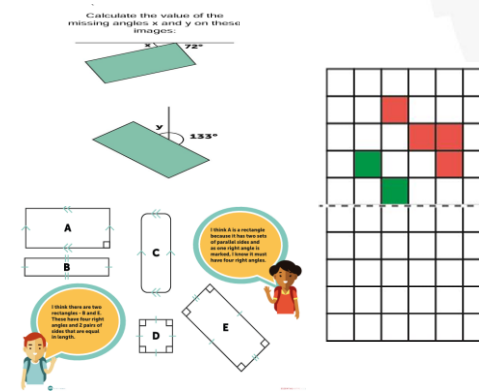 Calculate the value of the
missing angles x and y on these
images:
x 72°
y 133°
A
B
C
I think A is a rectangle
because it has two sets
of parallel sides and
as one right angle is
marked, I know it must
have four right angles.
I think there are two
rectangles – B and E.
These have four right
angles and 2 pairs of
sides that are equal
in length.
D
E